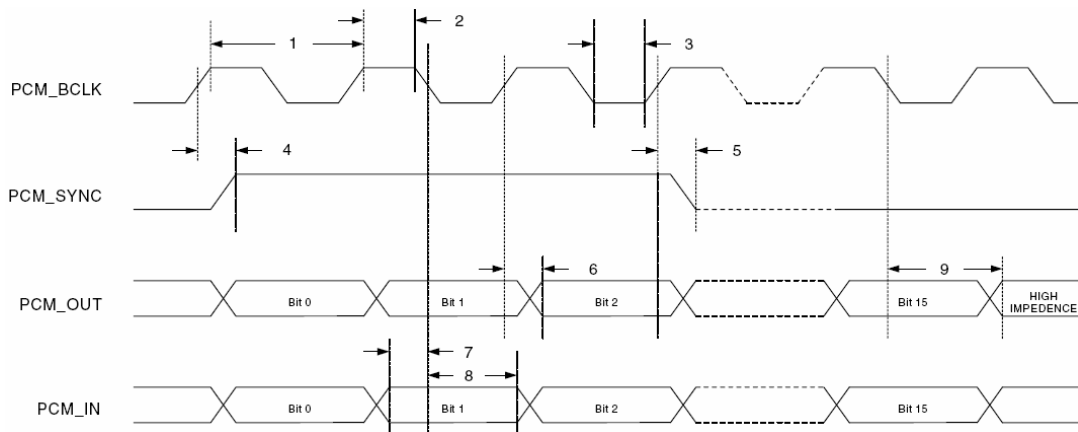 2
1
3
PCM_BCLK
4
5
PCM_SYNC
6
9
PCM_OUT
Bit 0
Bit 1
Bit 2
Bit 15
HIGH
IMPEDENCE
7
8
PCM_IN
Bit 0
Bit 1
Bit 2
Bit 15